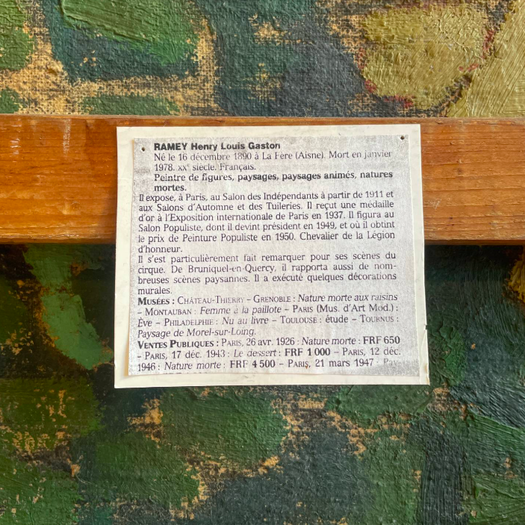 RAMEY Henry Louis Gaston
Né le 16 décembre 1890 à La Fère (Aisne). Mort en janvier
1978. XXe siècle. Français.
Peintre de figures, paysages, paysages animés, natures
mortes.
Il expose, à Paris, au Salon des Indépendants à partir de 1911 et
aux Salons d'Automne et des Tuileries. Il reçut une médaille
d'or à l'Exposition internationale de Paris en 1937. Il figura au
Salon Populiste, dont il devint président en 1949, et où il obtint
le prix de Peinture Populiste en 1950. Chevalier de la Légion
d'honneur.
Il s'est particulièrement fait remarquer pour ses scènes du
cirque. De Bruniquel-en-Quercy, il rapporta aussi de nom-
breuses scènes paysannes. Il a exécuté quelques décorations
murales.
MUSÉES : CHÂTEAU-THIERRY – GRENOBLE : Nature morte aux raisins
– MONTAUBAN : Femme à la paillote – PARIS (Mus. d'Art Mod.) :
Ève – PHILADELPHIE : Nu au livre – TOULOUSE : étude – TOURNUS :
Paysage de Moret-sur-Loing.
VENTES PUBLIQUES : PARIS, 26 avr. 1926 : Nature morte : FRF 650
– PARIS, 17 déc. 1943 : Le dessert : FRF 1 000 – PARIS, 12 déc.
1946 : Nature morte : FRF 4 500 – PARIS, 21 mars 1947